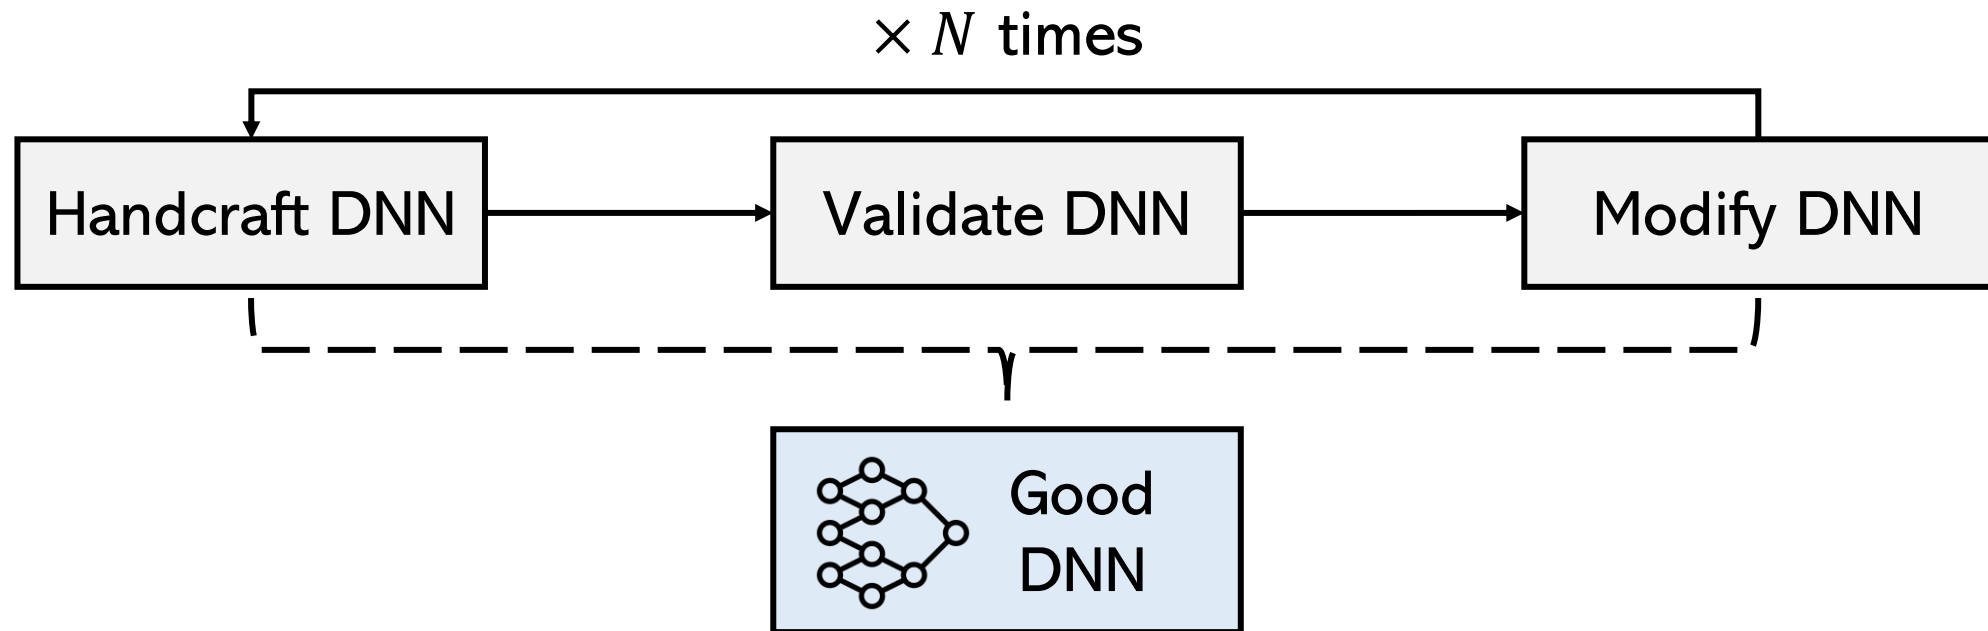 × N times
Handcraft DNN
Validate DNN
Modify DNN
Good
DNN